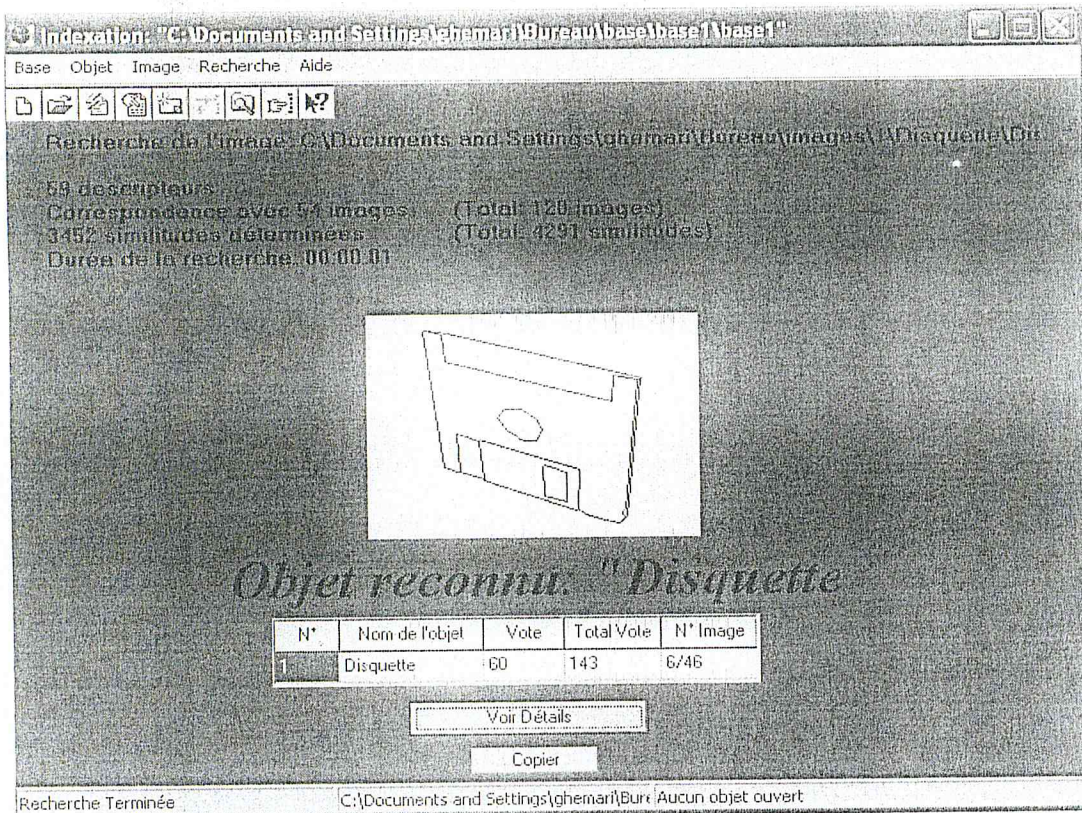 Indexation: "C:\Documents and Settings\ghemari\Bureau\base\base1\base1"
Base Objet Image Recherche Aide
Recherche de l'image: C:\Documents and Settings\ghemari\Bureau\images\1\Disquette\Du
59 descripteurs
Correspondance avec 54 images. (Total: 120 images)
3452 similitudes déterminées (Total: 4291 similitudes)
Durée de la recherche: 00:00:01
Objet reconnu: "Disquette
N° Nom de l'objet Vote Total Vote N° Image
1 Disquette 60 143 6/46
Voir Détails
Copier
Recherche Terminée C:\Documents and Settings\ghemari\Bure Aucun objet ouvert